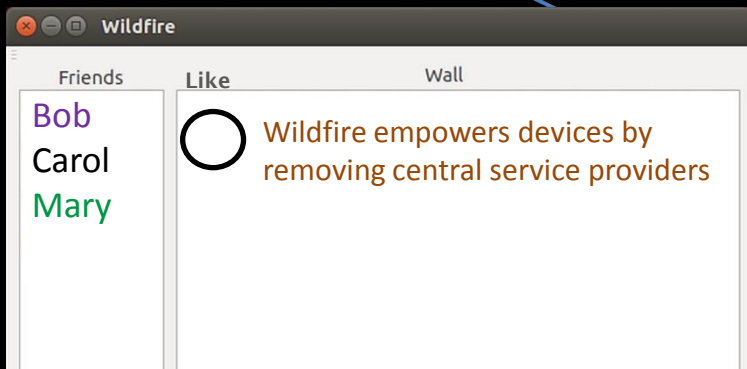 Wildfire
Friends
Like
Wall
Bob
Carol
Mary
Wildfire empowers devices by
removing central service providers